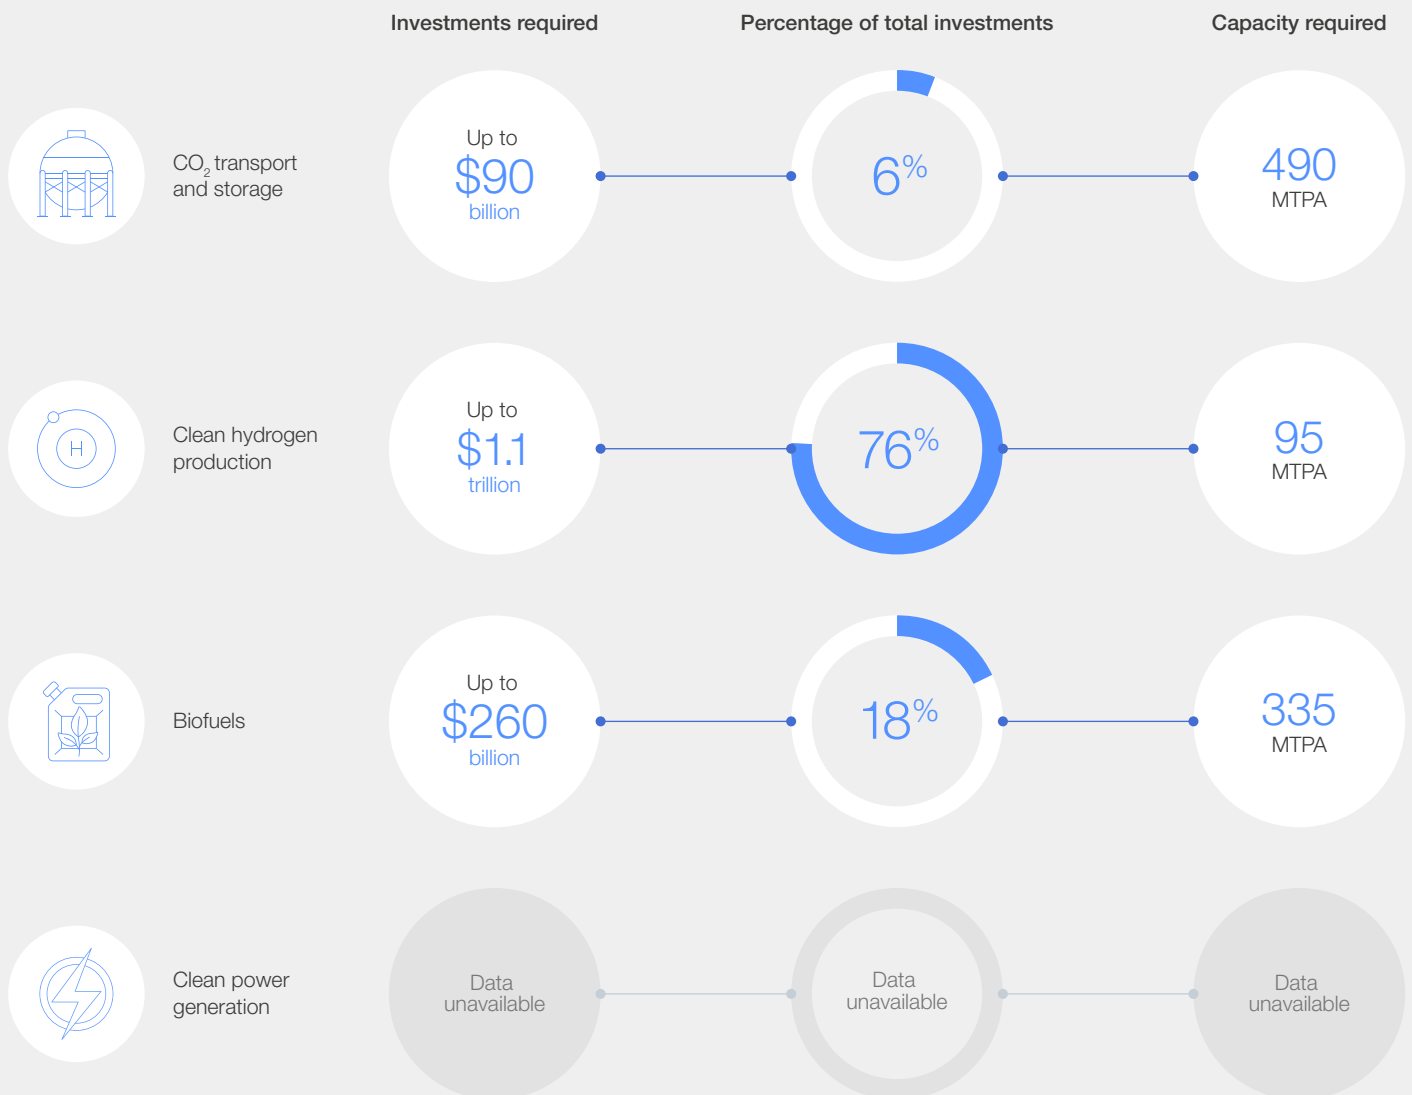 Investments required
Percentage of total investments
Capacity required
CO₂ transport
and storage
Up to
$90
billion
6%
490
MTPA
H
Clean hydrogen
production
Up to
$1.1
trillion
76%
95
MTPA
Biofuels
Up to
$260
billion
18%
335
MTPA
Clean power
generation
Data
unavailable
Data
unavailable
Data
unavailable